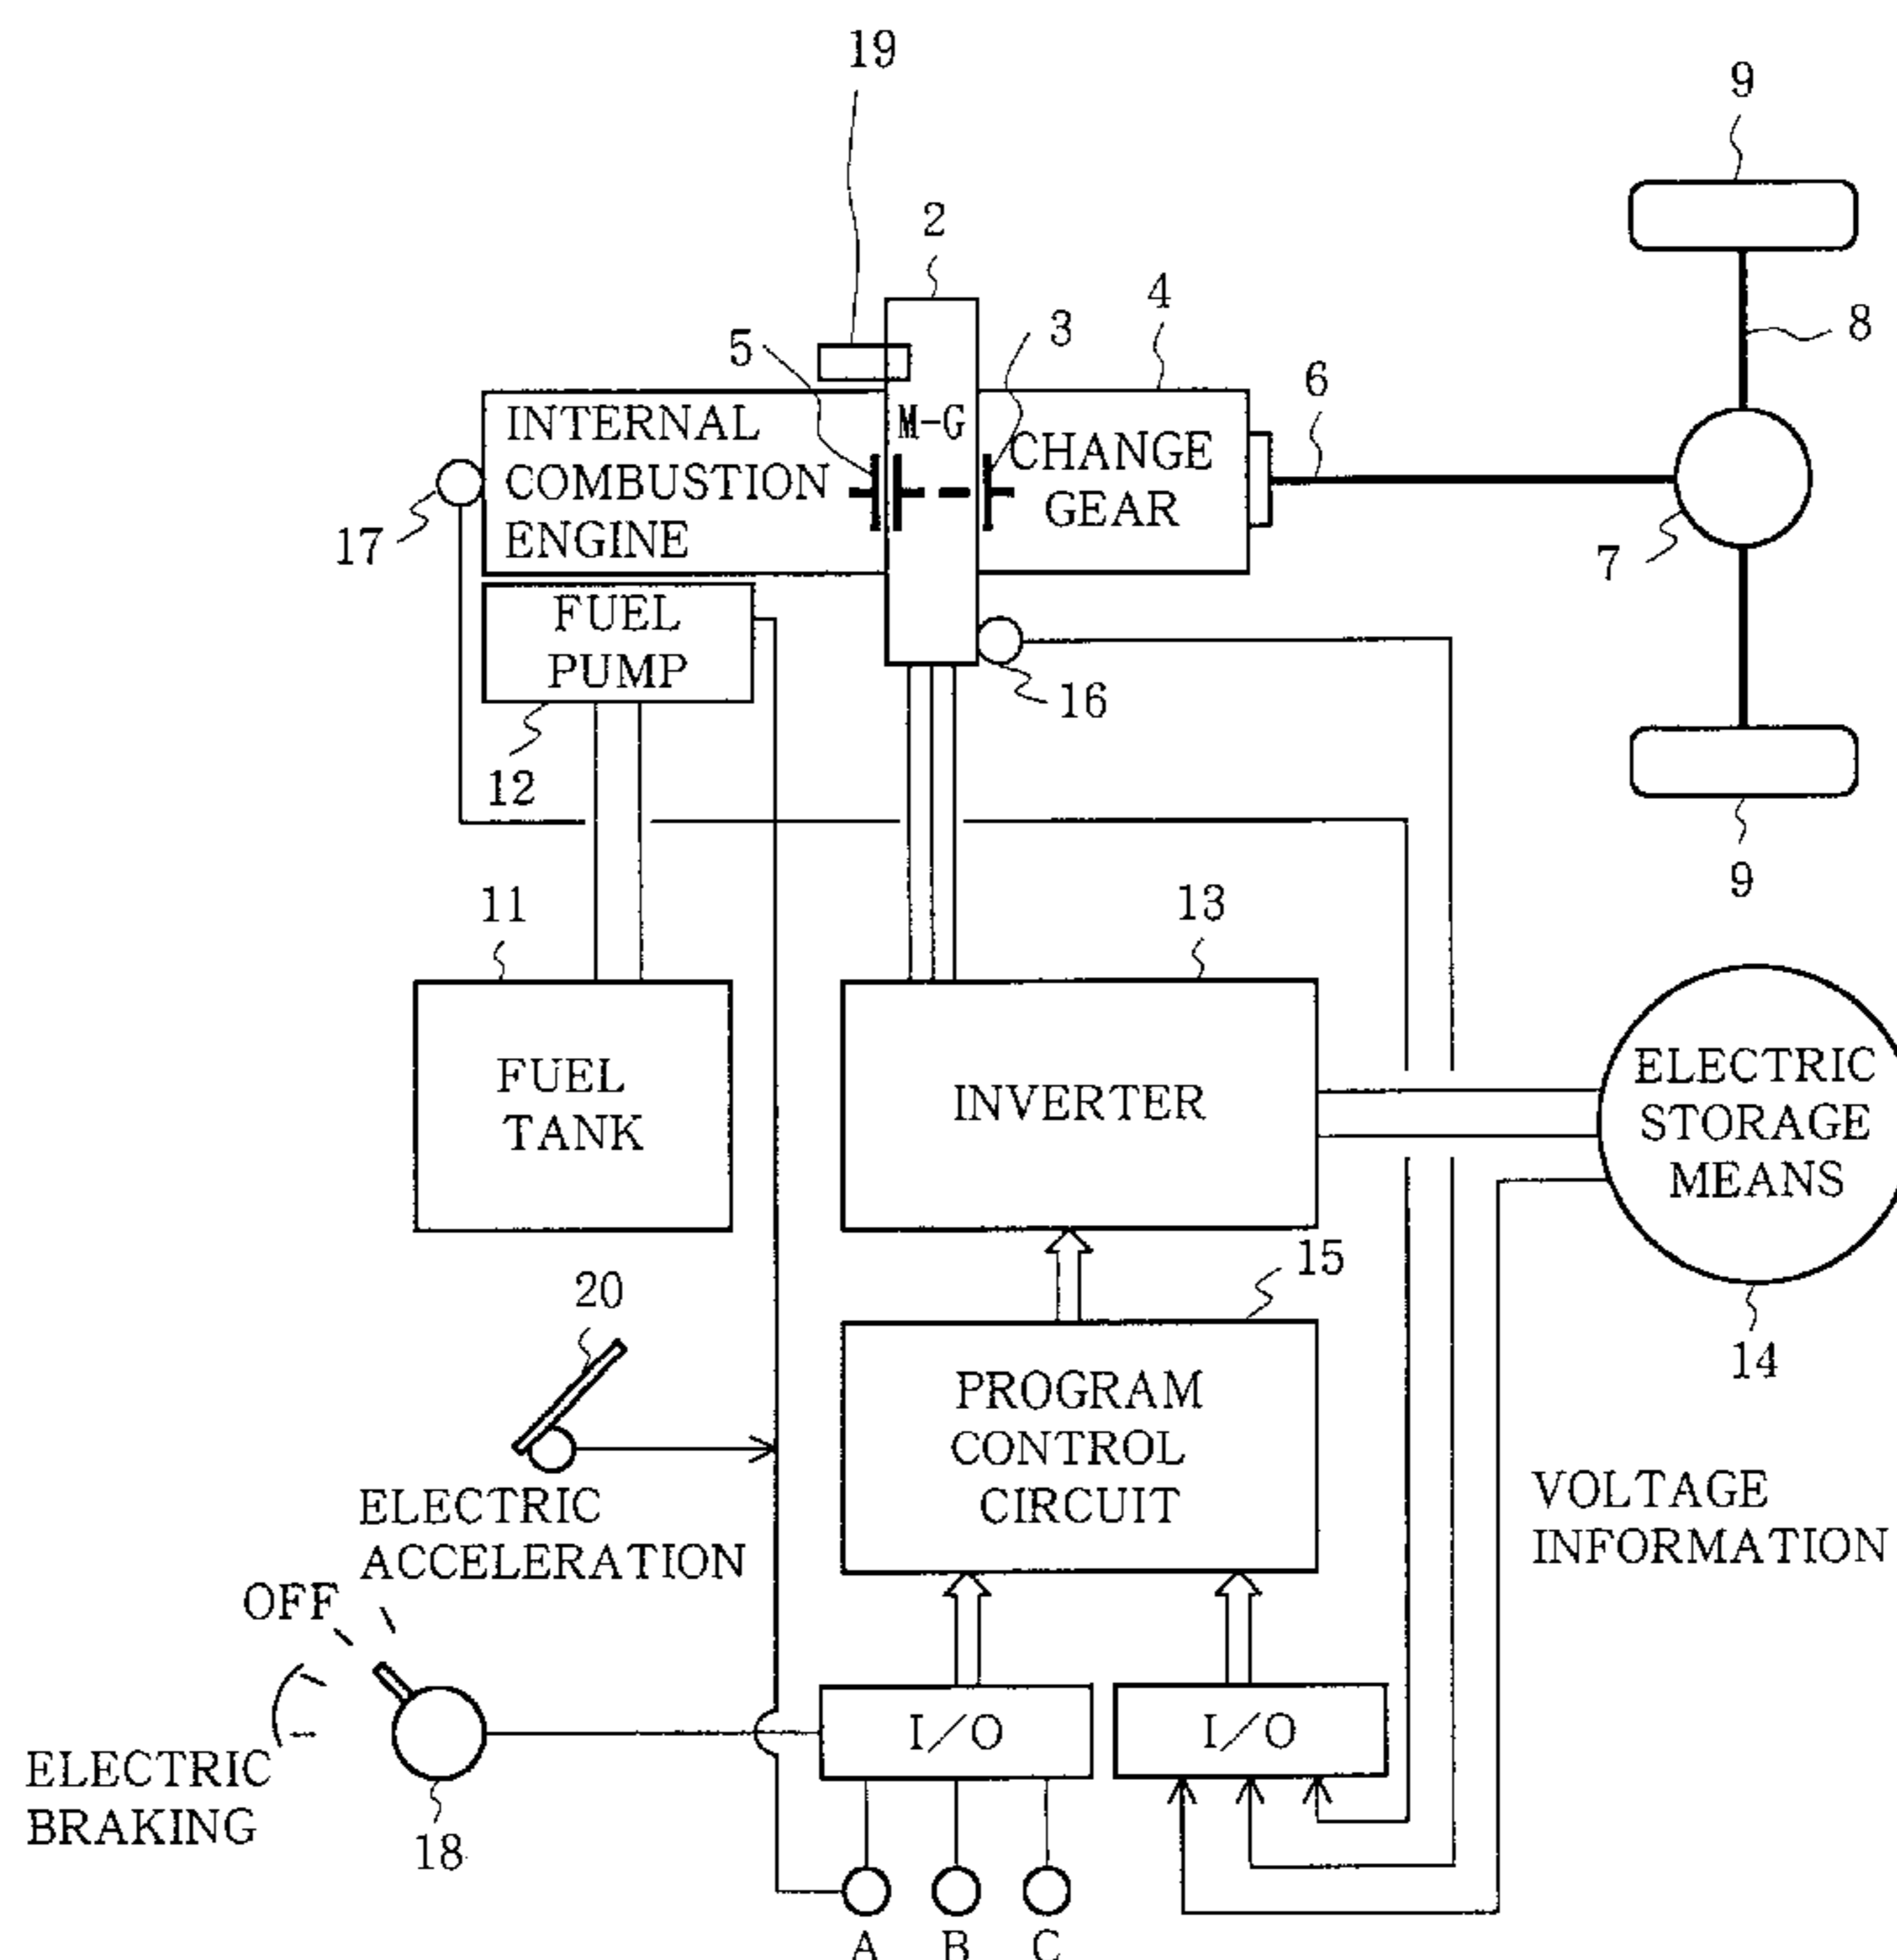 19
9
2
4
8
5
3
6
M-G
INTERNAL
COMBUSTION
ENGINE
CHANGE
GEAR
17
7
FUEL
PUMP
16
12
9
11
13
FUEL
TANK
INVERTER
ELECTRIC
STORAGE
MEANS
15
20
14
PROGRAM
CONTROL
CIRCUIT
ELECTRIC
ACCELERATION
VOLTAGE
INFORMATION
OFF
I/O
I/O
ELECTRIC
BRAKING
18
A B C